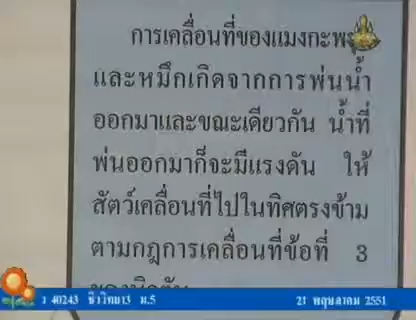 การเคลื่อนที่ของแมงกะพรุน
และหมึกเกิดจากการพ่นน้ำ
ออกมาและขณะเดียวกัน น้ำที่
พ่นออกมาก็จะมีแรงดัน ให้
สัตว์เคลื่อนที่ไปในทิศตรงข้าม
ตามกฎการเคลื่อนที่ข้อที่ 3
ว 40243 ชีววิทยา3 ม.5
21 พฤษภาคม 2551